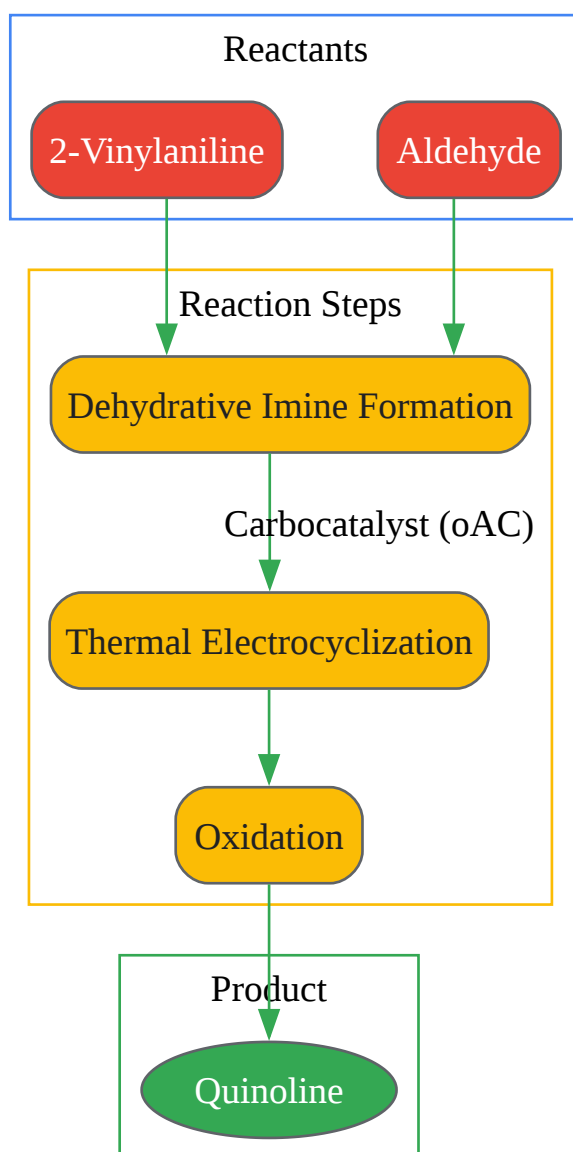 Reactants
2-Vinylaniline
Aldehyde
Reaction Steps
Dehydrative Imine Formation
Carbocatalyst (oAC)
Thermal Electrocyclization
Oxidation
Product
Quinoline